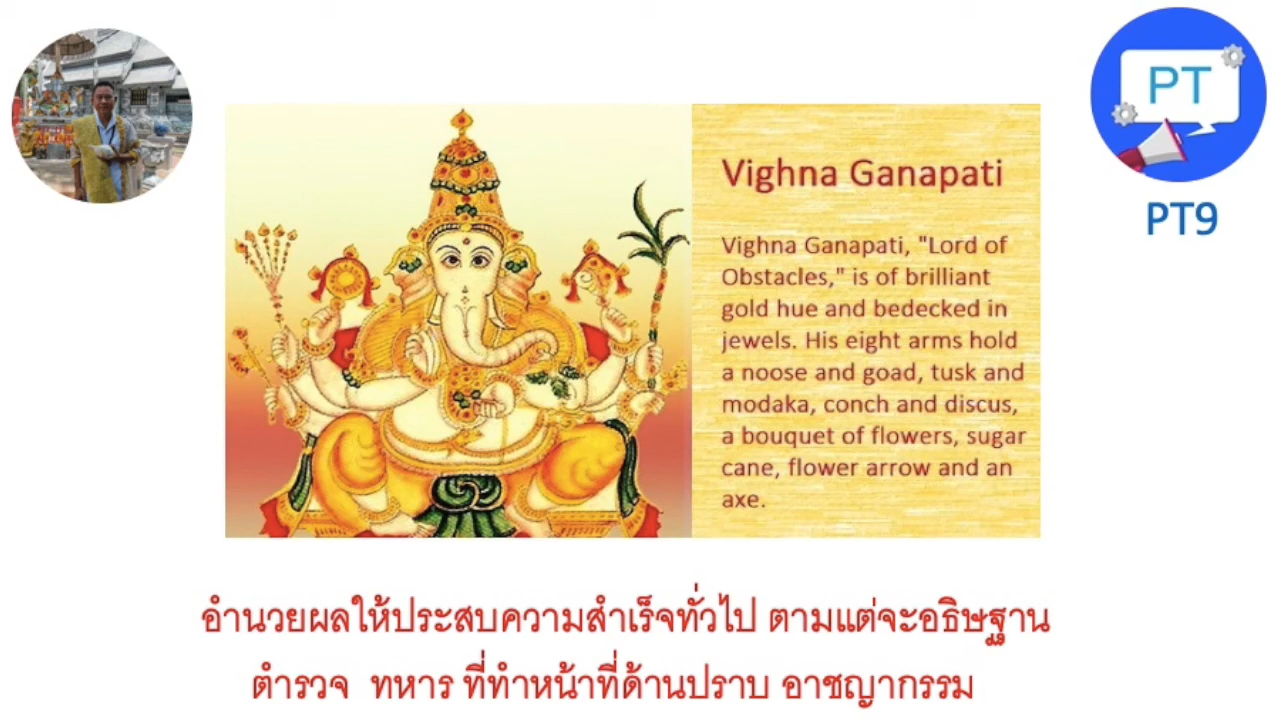 PT
PT9
Vighna Ganapati
Vighna Ganapati, "Lord of
Obstacles," is of brilliant
gold hue and bedecked in
jewels. His eight arms hold
a noose and goad, tusk and
modaka, conch and discus,
a bouquet of flowers, sugar
cane, flower arrow and an
axe.
อำนวยผลให้ประสบความสำเร็จทั่วไป ตามแต่จะอธิษฐาน
ตำรวจ ทหาร ที่ทำหน้าที่ด้านปราบ อาชญากรรม